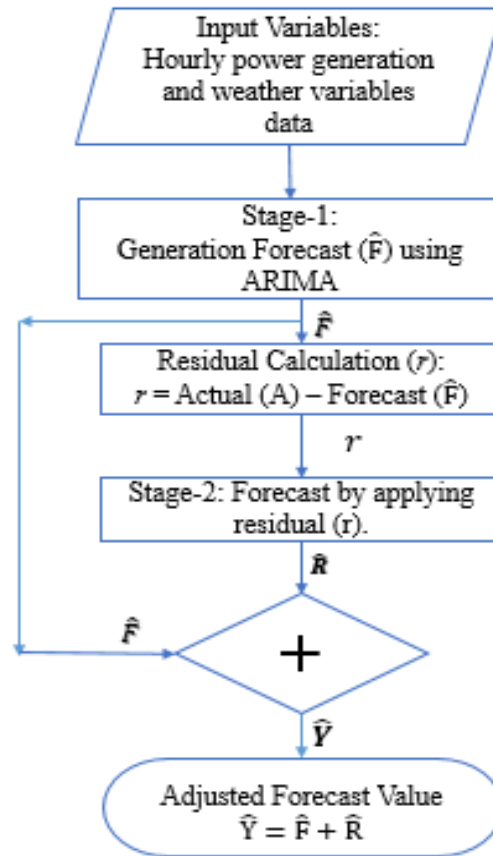 Input Variables:
Hourly power generation
and weather variables
data
Stage-1:
Generation Forecast (F̂) using
ARIMA
F̂
Residual Calculation (r):
r = Actual (A) – Forecast (F̂)
r
Stage-2: Forecast by applying
residual (r).
R̂
F̂
+
Ŷ
Adjusted Forecast Value
Ŷ = F̂ + R̂